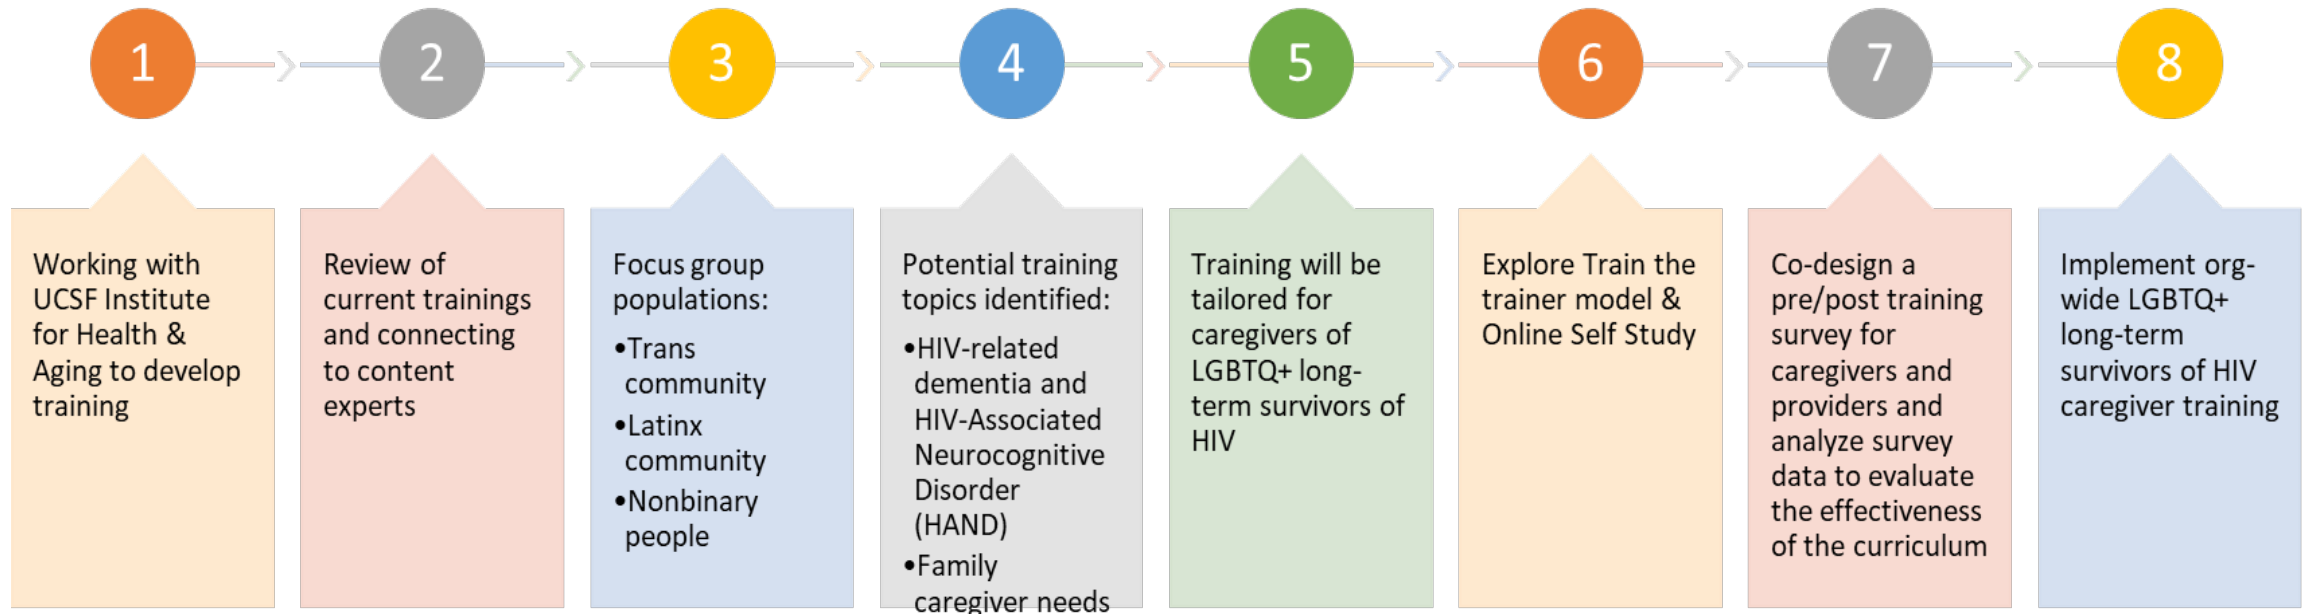 1
2
3
4
5
6
7
8
Working with
UCSF Institute
for Health &
Aging to develop
training
Review of
current trainings
and connecting
to content
experts
Focus group
populations:
•Trans
community
•Latinx
community
•Nonbinary
people
Potential training
topics identified:
•HIV-related
dementia and
HIV-Associated
Neurocognitive
Disorder
(HAND)
•Family
caregiver needs
Training will be
tailored for
caregivers of
LGBTQ+ long-
term survivors of
HIV
Explore Train the
trainer model &
Online Self Study
Co-design a
pre/post training
survey for
caregivers and
providers and
analyze survey
data to evaluate
the effectiveness
of the curriculum
Implement org-
wide LGBTQ+
long-term
survivors of HIV
caregiver training